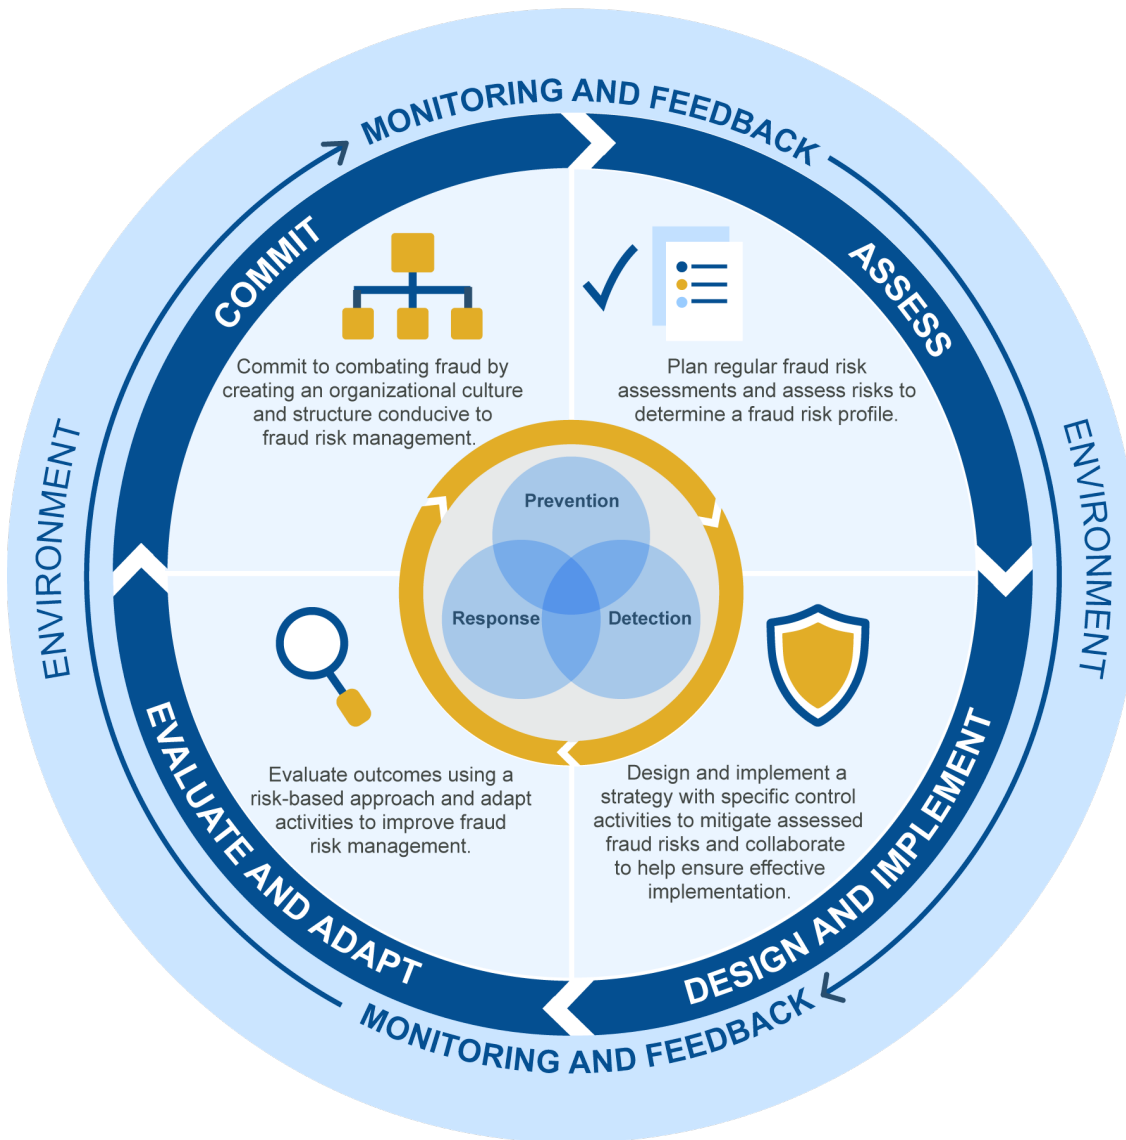 MONITORING AND FEEDBACK
COMMIT
ASSESS
Commit to combating fraud by
creating an organizational culture
and structure conducive to
fraud risk management.
Plan regular fraud risk
assessments and assess risks to
determine a fraud risk profile.
ENVIRONMENT
ENVIRONMENT
Prevention
Response
Detection
Evaluate outcomes using a
risk-based approach and adapt
activities to improve fraud
risk management.
Design and implement a
strategy with specific control
activities to mitigate assessed
fraud risks and collaborate
to help ensure effective
implementation.
EVALUATE AND ADAPT
DESIGN AND IMPLEMENT
MONITORING AND FEEDBACK